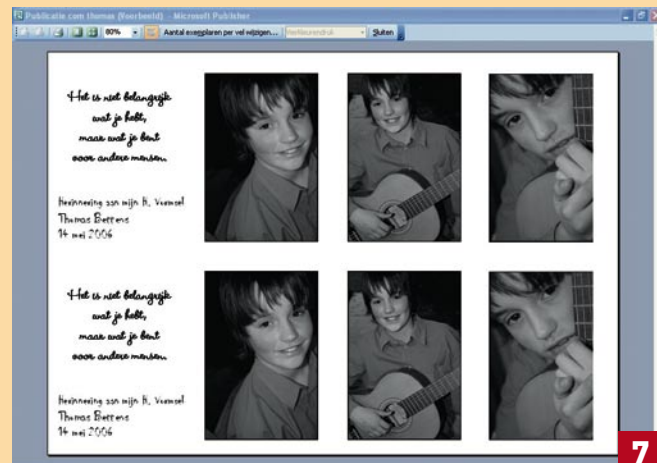 Publicatie com thomas (Voorbeeld) - Microsoft Publisher
80% Aantal exemplaren per vel wijzigen... Sluiten
Het is niet belangrijk
wat je hebt,
maar wat je bent
voor andere mensen.
Herinnering aan mijn H. Vormsel
Thomas Bettens
14 mei 2006
Het is niet belangrijk
wat je hebt,
maar wat je bent
voor andere mensen.
Herinnering aan mijn H. Vormsel
Thomas Bettens
14 mei 2006
7